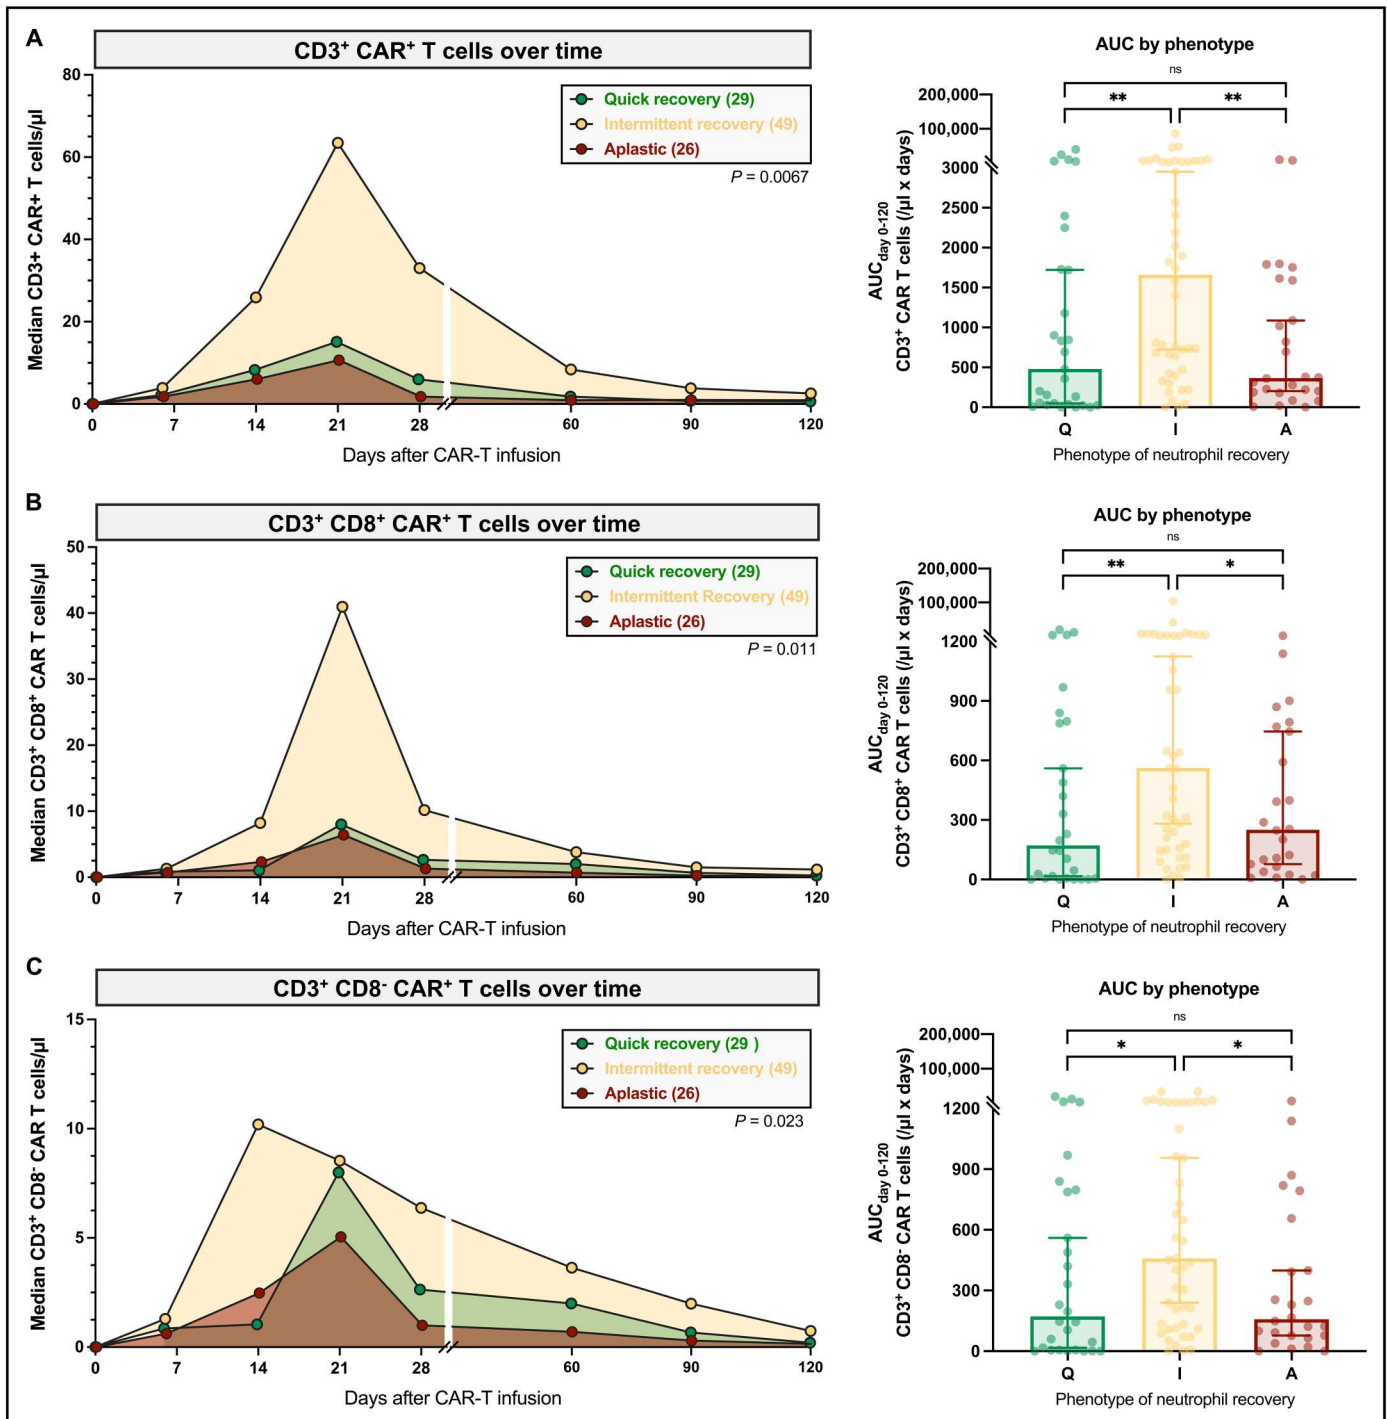 A
CD3⁺ CAR⁺ T cells over time
Median CD3+ CAR+ T cells/µl
80
60
40
20
0
Quick recovery (29)
Intermittent recovery (49)
Aplastic (26)
P = 0.0067
0 7 14 21 28 60 90 120
Days after CAR-T infusion
AUC by phenotype
ns
** **
AUC day 0-120
CD3⁺ CAR T cells (/µl x days)
200,000
100,000
3000
2500
2000
1500
1000
500
0
Q I A
Phenotype of neutrophil recovery
B
CD3⁺ CD8⁺ CAR⁺ T cells over time
Median CD3⁺ CD8⁺ CAR T cells/µl
50
40
30
20
10
0
Quick recovery (29)
Intermittent Recovery (49)
Aplastic (26)
P = 0.011
0 7 14 21 28 60 90 120
Days after CAR-T infusion
AUC by phenotype
ns
** *
AUC day 0-120
CD3⁺ CD8⁺ CAR T cells (/µl x days)
200,000
100,000
1200
900
600
300
0
Q I A
Phenotype of neutrophil recovery
C
CD3⁺ CD8⁻ CAR⁺ T cells over time
Median CD3⁺ CD8⁻ CAR T cells/µl
15
10
5
0
Quick recovery (29 )
Intermittent recovery (49)
Aplastic (26)
P = 0.023
0 7 14 21 28 60 90 120
Days after CAR-T infusion
AUC by phenotype
ns
* *
AUC day 0-120
CD3⁺ CD8⁻ CAR T cells (/µl x days)
200,000
100,000
1200
900
600
300
0
Q I A
Phenotype of neutrophil recovery